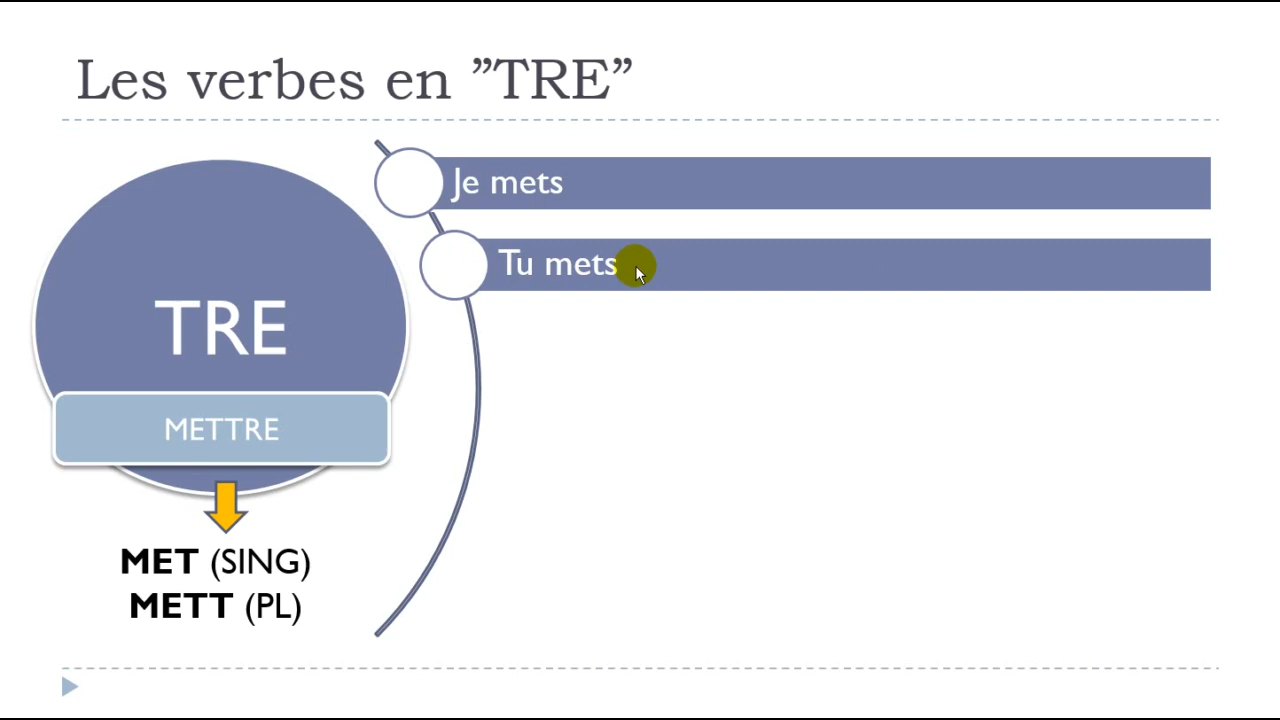 Les verbes en ”TRE”
Je mets
Tu mets
TRE
METTRE
MET (SING)
METT (PL)